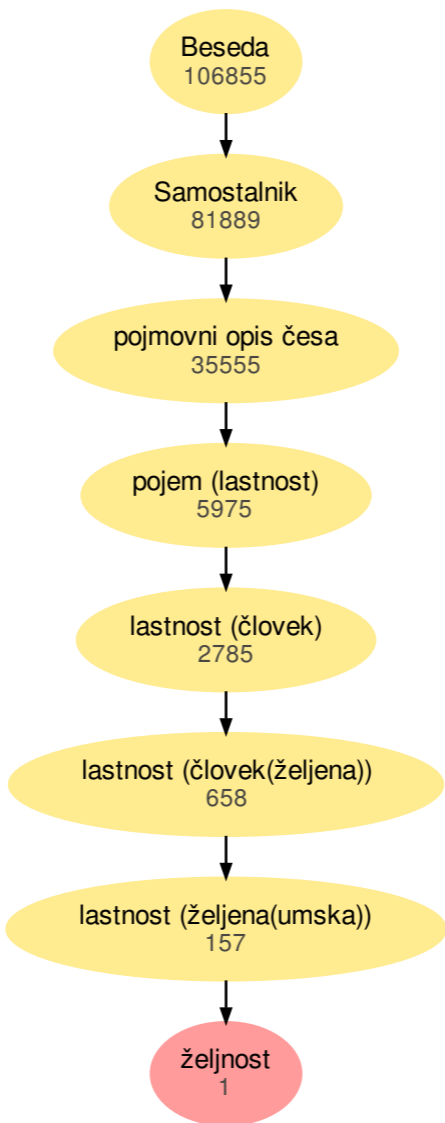 Beseda
106855
Samostalnik
81889
pojmovni opis česa
35555
pojem (lastnost)
5975
lastnost (človek)
2785
lastnost (človek(željena))
658
lastnost (željena(umska))
157
željnost
1